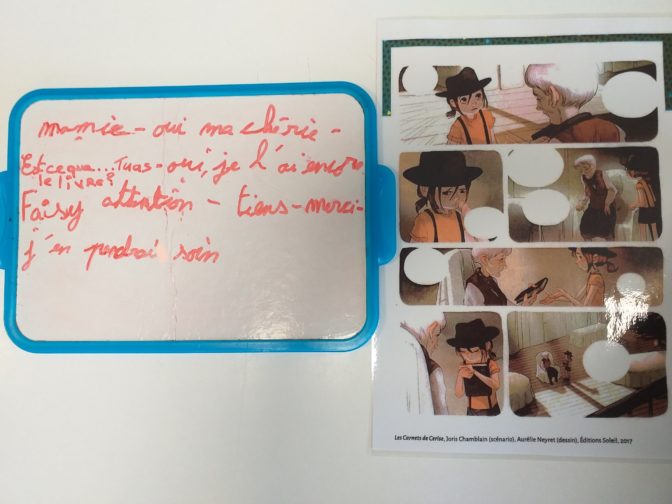 mamie - oui ma chérie -
Est ce que... Tu as - oui, je l'ai encore
le livre?
Faisy attention - tiens - merci -
j'en prendrai soin
Les Carnets de Cerise, Joris Chamblain (scénario), Aurélie Neyret (dessin), Éditions Soleil, 2017